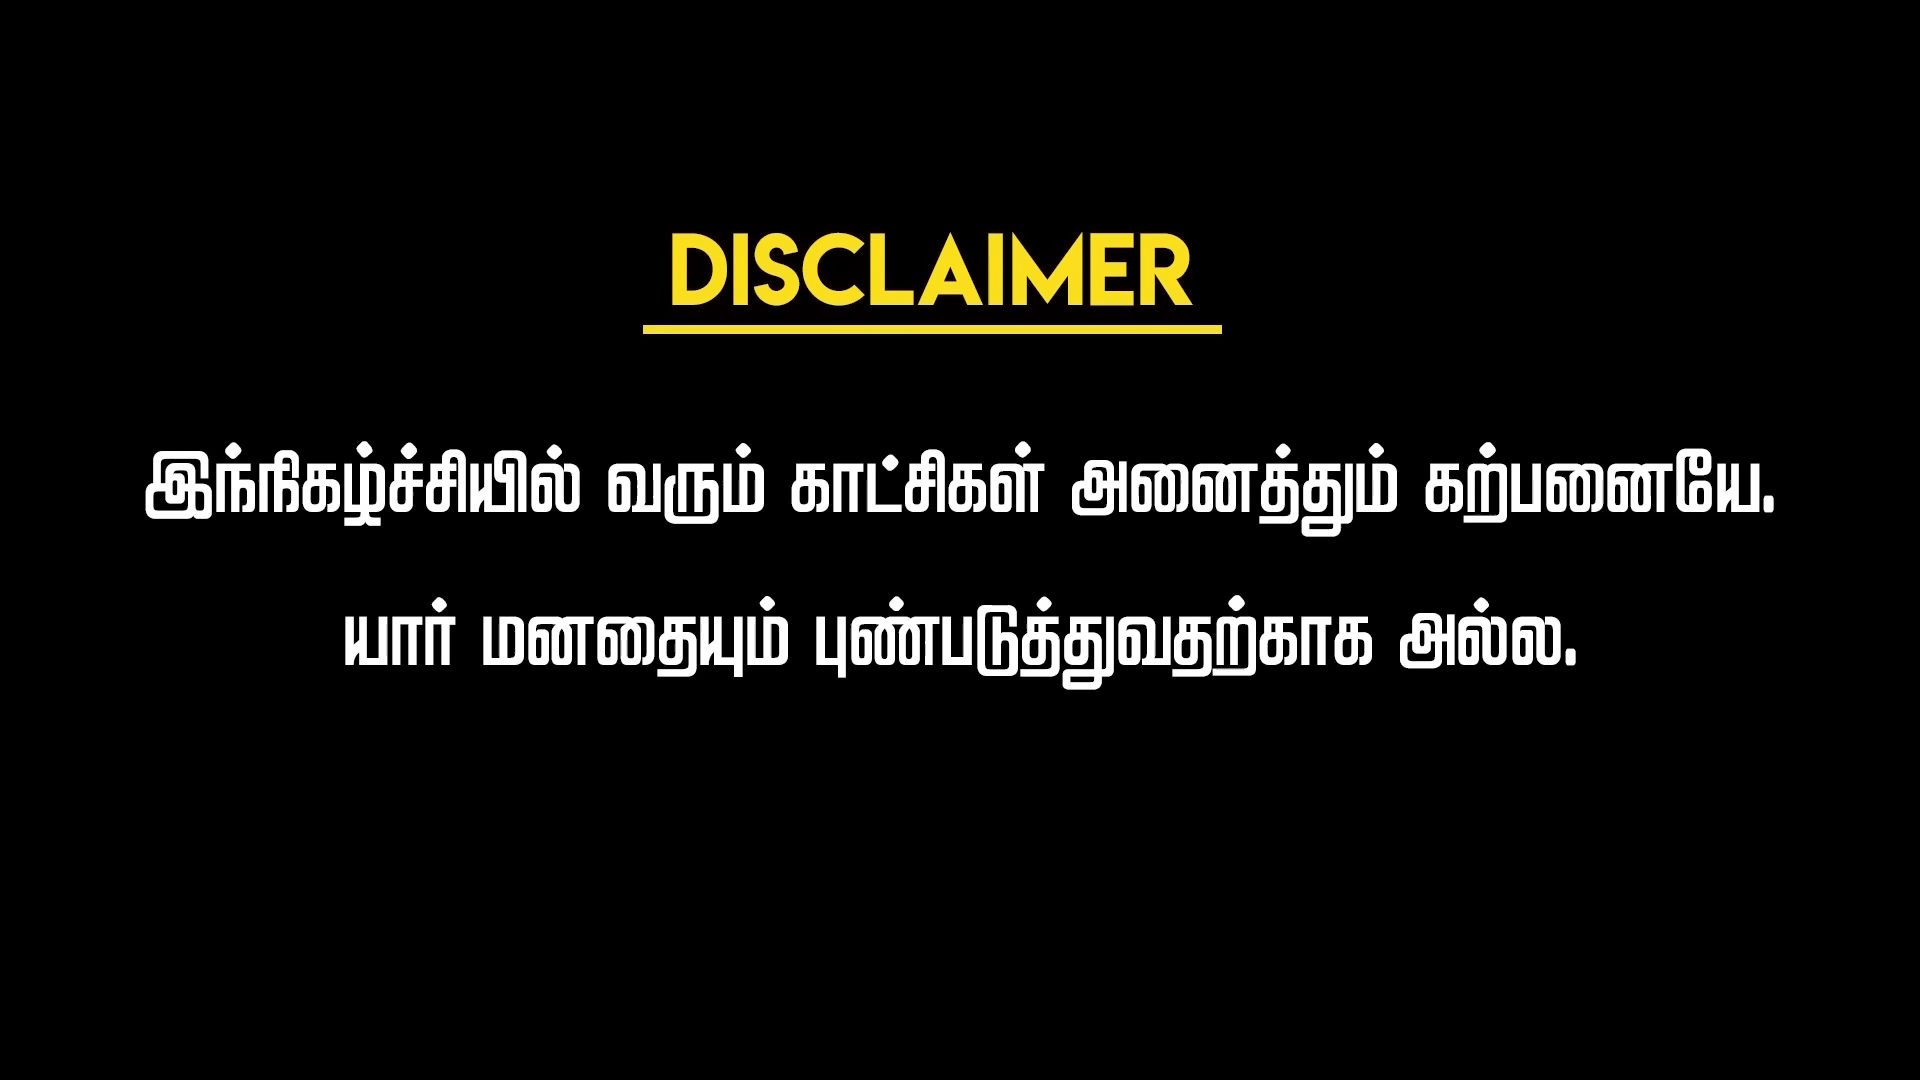 DISCLAIMER
இந்நிகழ்ச்சியில் வரும் காட்சிகள் அனைத்தும் கற்பனையே.
யார் மனதையும் புண்படுத்துவதற்காக அல்ல.